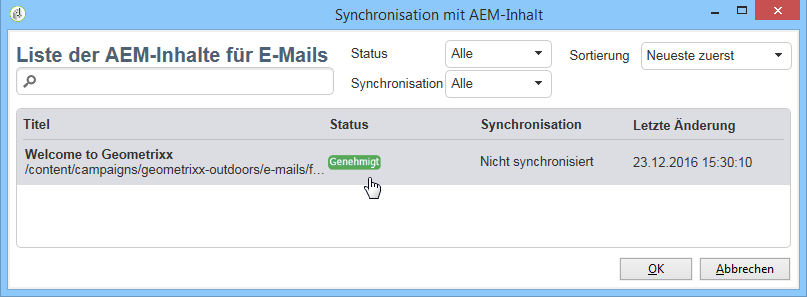 Synchronisation mit AEM-Inhalt
Liste der AEM-Inhalte für E-Mails
Status Alle Sortierung Neueste zuerst
Synchronisation Alle
Titel Status Synchronisation Letzte Änderung
Welcome to Geometrixx
/content/campaigns/geometrixx-outdoors/e-mails/f... Genehmigt Nicht synchronisiert 23.12.2016 15:30:10
OK Abbrechen